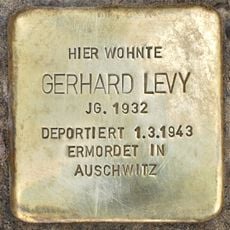 HIER WOHNTE
GERHARD LEVY
JG. 1932
DEPORTIERT 1.3.1943
ERMORDET IN
AUSCHWITZ